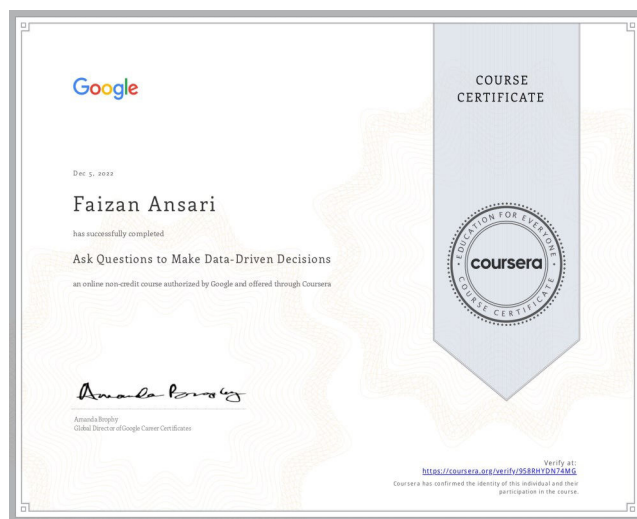 Google
COURSE
CERTIFICATE
Dec 5, 2022
Faizan Ansari
has successfully completed
Ask Questions to Make Data-Driven Decisions
an online non-credit course authorized by Google and offered through Coursera
EDUCATION FOR EVERYONE
coursera
COURSE CERTIFICATE
Amanda Brophy
Amanda Brophy
Global Director of Google Career Certificates
Verify at:
https://coursera.org/verify/958RHYDN74MG
Coursera has confirmed the identity of this individual and their
participation in the course.